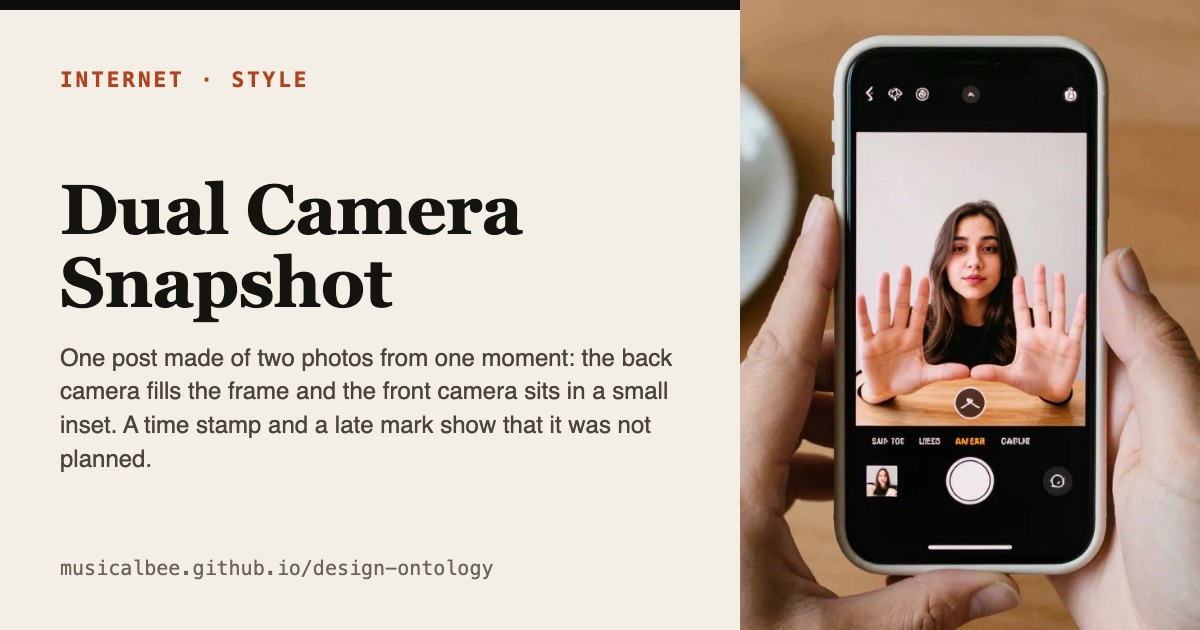 INTERNET · STYLE
Dual Camera
Snapshot
One post made of two photos from one moment: the back
camera fills the frame and the front camera sits in a small
inset. A time stamp and a late mark show that it was not
planned.
musicalbee.github.io/design-ontology